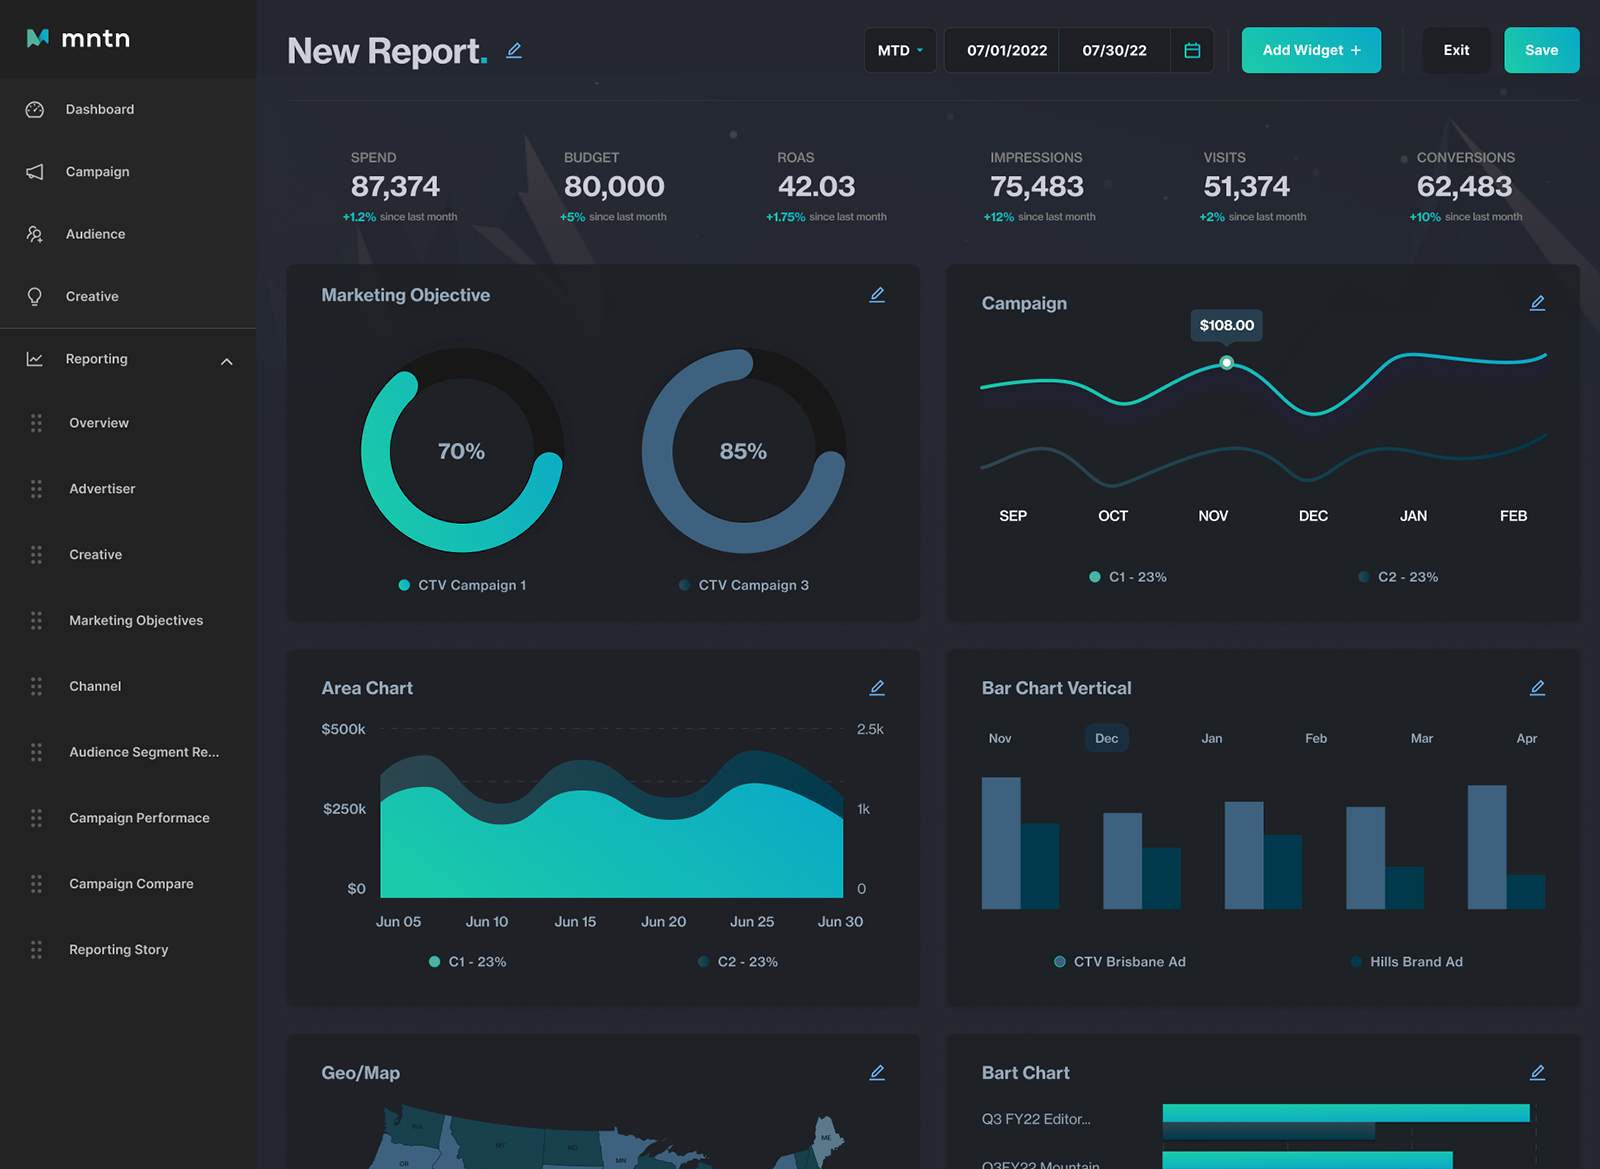 mntn
Dashboard
Campaign
Audience
Creative
Reporting
Overview
Advertiser
Creative
Marketing Objectives
Channel
Audience Segment Re...
Campaign Performace
Campaign Compare
Reporting Story
New Report.
MTD
07/01/2022
07/30/22
Add Widget +
Exit
Save
SPEND
87,374
+1.2% since last month
BUDGET
80,000
+5% since last month
ROAS
42.03
+1.75% since last month
IMPRESSIONS
75,483
+12% since last month
VISITS
51,374
+2% since last month
CONVERSIONS
62,483
+10% since last month
Marketing Objective
70%
85%
CTV Campaign 1
CTV Campaign 3
Campaign
$108.00
SEP OCT NOV DEC JAN FEB
C1 - 23%
C2 - 23%
Area Chart
$500k
$250k
$0
2.5k
1k
0
Jun 05 Jun 10 Jun 15 Jun 20 Jun 25 Jun 30
C1 - 23%
C2 - 23%
Bar Chart Vertical
Nov Dec Jan Feb Mar Apr
CTV Brisbane Ad
Hills Brand Ad
Geo/Map
WA
MT
ND
ME
OR
MN
Bart Chart
Q3 FY22 Editor...
Q3FY22 Mountain